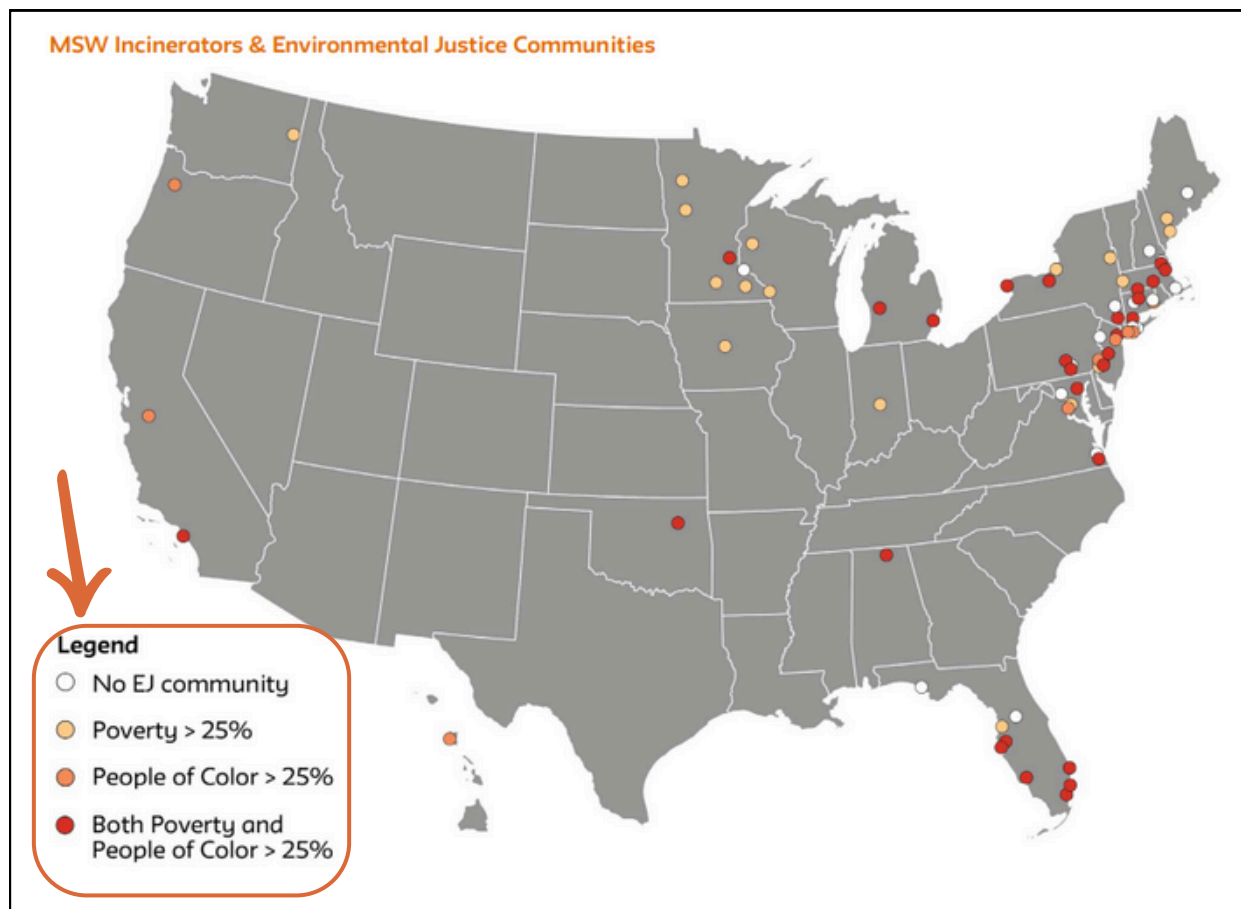 MSW Incinerators & Environmental Justice Communities
Legend
No EJ community
Poverty > 25%
People of Color > 25%
Both Poverty and
People of Color > 25%